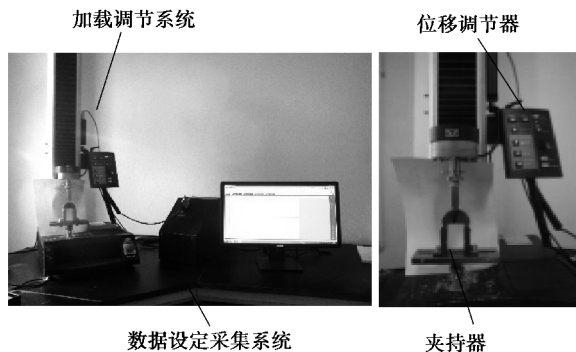 加载调节系统
位移调节器
数据设定采集系统
夹持器